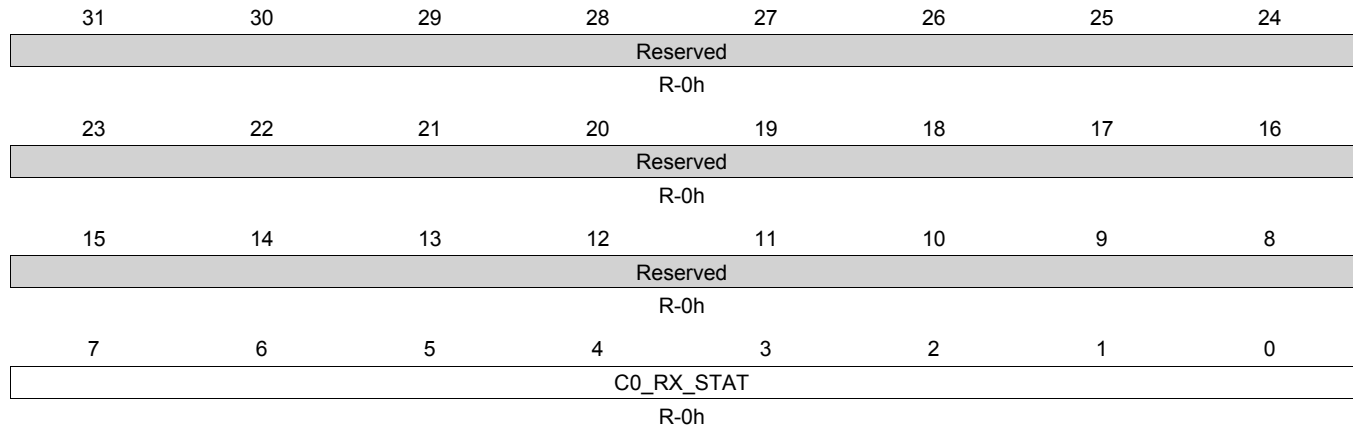 31 30 29 28 27 26 25 24
Reserved
R-0h
23 22 21 20 19 18 17 16
Reserved
R-0h
15 14 13 12 11 10 9 8
Reserved
R-0h
7 6 5 4 3 2 1 0
C0_RX_STAT
R-0h